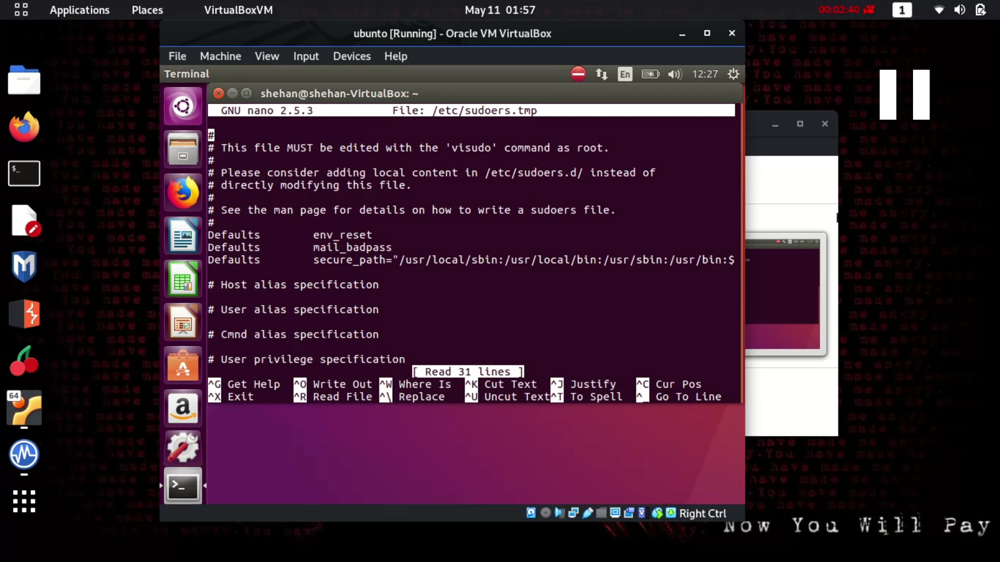 Applications Places VirtualBoxVM May 11 01:57 00:02:40 1
ubunto [Running] - Oracle VM VirtualBox
File Machine View Input Devices Help
Terminal En 12:27
shehan@shehan-VirtualBox: ~
GNU nano 2.5.3 File: /etc/sudoers.tmp
#
# This file MUST be edited with the 'visudo' command as root.
#
# Please consider adding local content in /etc/sudoers.d/ instead of
# directly modifying this file.
#
# See the man page for details on how to write a sudoers file.
#
Defaults env_reset
Defaults mail_badpass
Defaults secure_path="/usr/local/sbin:/usr/local/bin:/usr/sbin:/usr/bin:$
# Host alias specification
# User alias specification
# Cmnd alias specification
# User privilege specification
[ Read 31 lines ]
^G Get Help ^O Write Out ^W Where Is ^K Cut Text ^J Justify ^C Cur Pos
^X Exit ^R Read File ^\ Replace ^U Uncut Text ^T To Spell ^_ Go To Line
64
Right Ctrl
Now You Will Pay